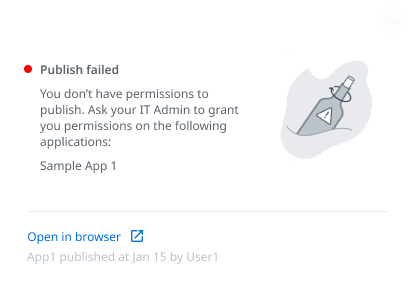 Publish failed
You don't have permissions to
publish. Ask your IT Admin to grant
you permissions on the following
applications:
Sample App 1
Open in browser
App1 published at Jan 15 by User1